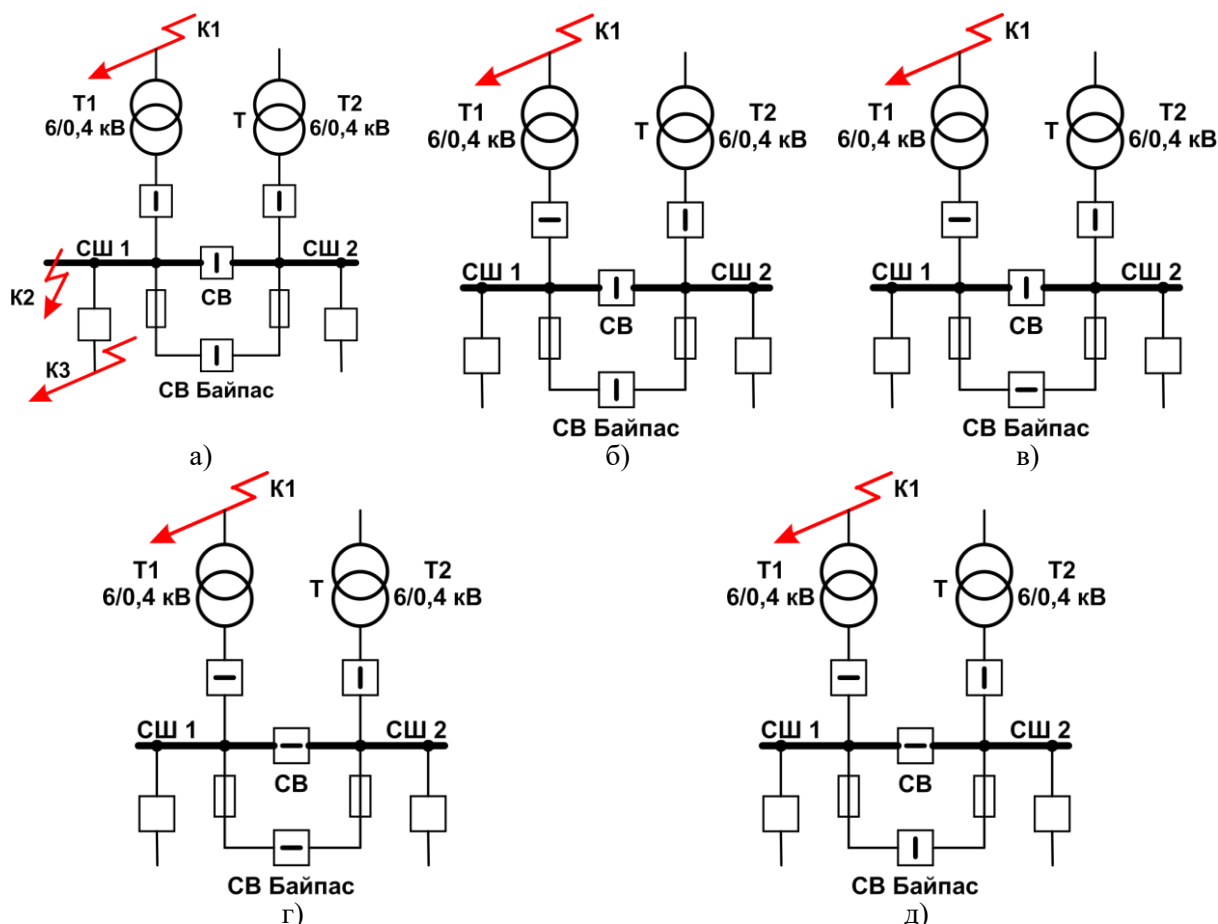 К1
Т1
6/0,4 кВ
Т
Т2
6/0,4 кВ
СШ 1
СШ 2
СВ
К2
К3
СВ Байпас
а)
К1
Т1
6/0,4 кВ
Т
Т2
6/0,4 кВ
СШ 1
СШ 2
СВ
СВ Байпас
б)
К1
Т1
6/0,4 кВ
Т
Т2
6/0,4 кВ
СШ 1
СШ 2
СВ
СВ Байпас
в)
К1
Т1
6/0,4 кВ
Т
Т2
6/0,4 кВ
СШ 1
СШ 2
СВ
СВ Байпас
г)
К1
Т1
6/0,4 кВ
Т
Т2
6/0,4 кВ
СШ 1
СШ 2
СВ
СВ Байпас
д)